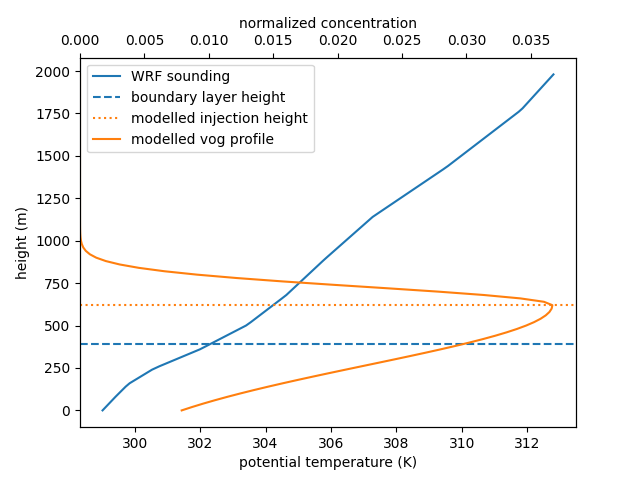 normalized concentration
0.000 0.005 0.010 0.015 0.020 0.025 0.030 0.035
WRF sounding
boundary layer height
modelled injection height
modelled vog profile
height (m)
2000
1750
1500
1250
1000
750
500
250
0
300 302 304 306 308 310 312
potential temperature (K)